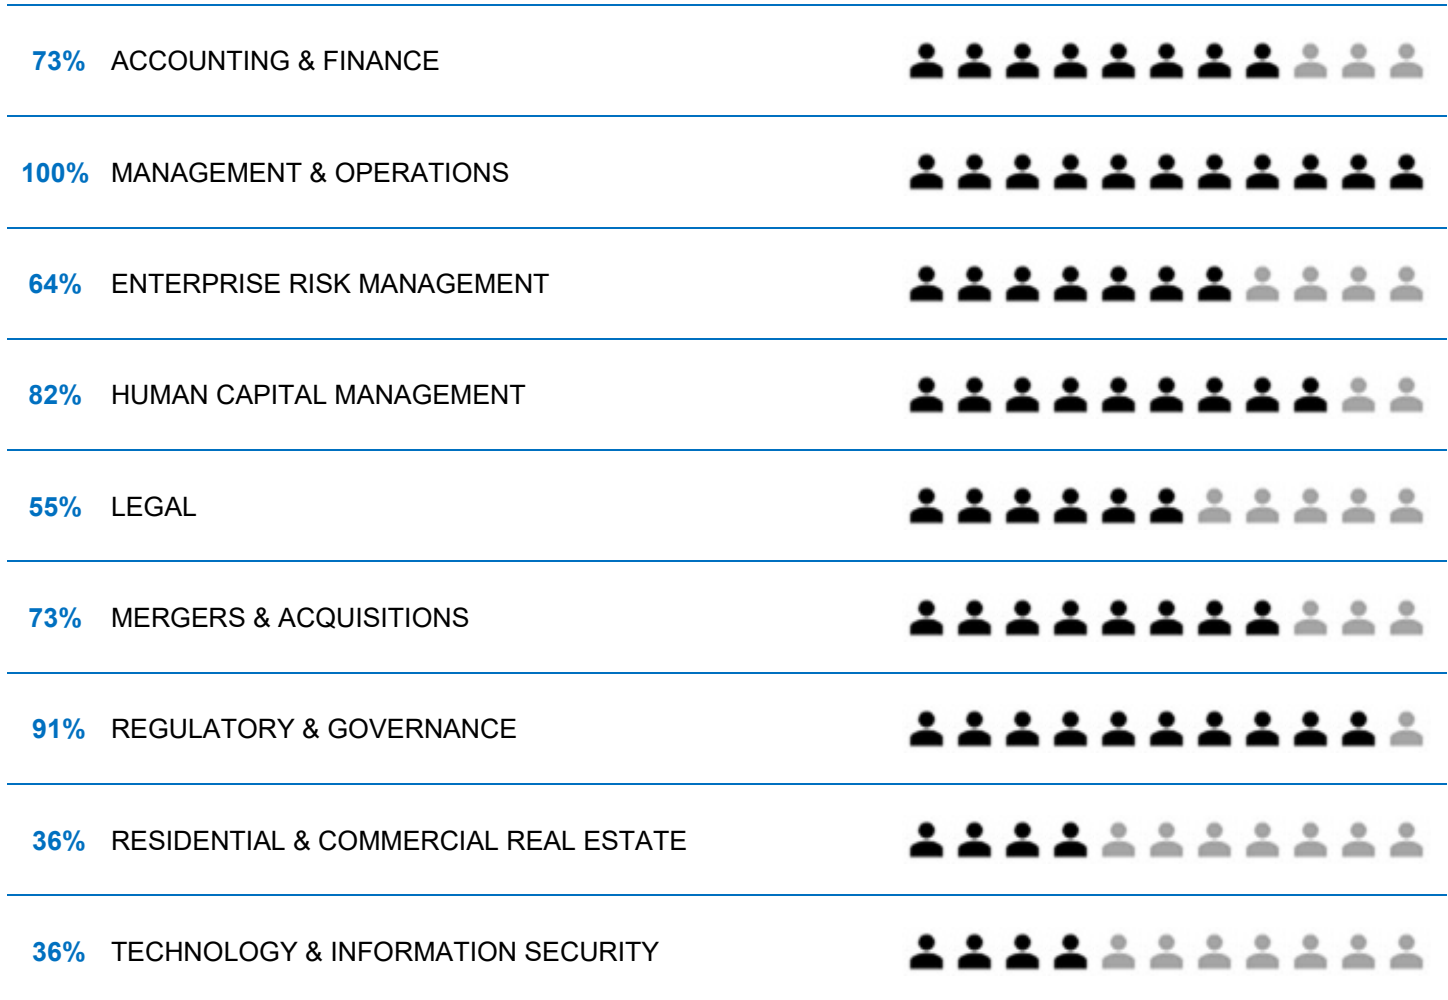 73% ACCOUNTING & FINANCE
100% MANAGEMENT & OPERATIONS
64% ENTERPRISE RISK MANAGEMENT
82% HUMAN CAPITAL MANAGEMENT
55% LEGAL
73% MERGERS & ACQUISITIONS
91% REGULATORY & GOVERNANCE
36% RESIDENTIAL & COMMERCIAL REAL ESTATE
36% TECHNOLOGY & INFORMATION SECURITY